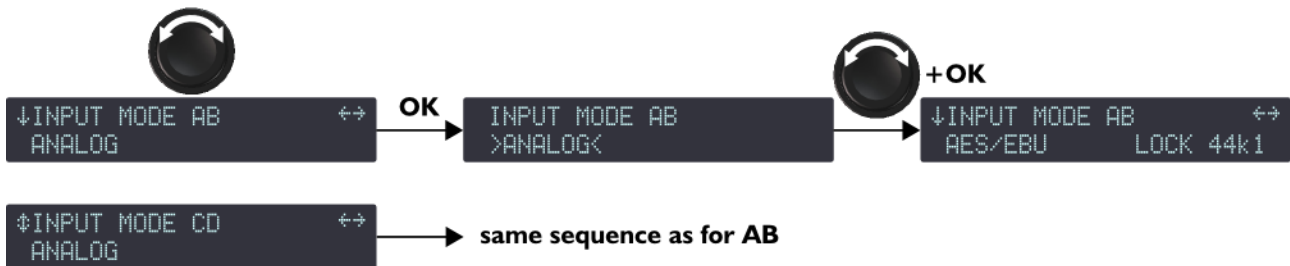 ↓INPUT MODE AB ↔
ANALOG
OK
INPUT MODE AB
>ANALOG<
+OK
↓INPUT MODE AB ↔
AES/EBU LOCK 44k1
↕INPUT MODE CD ↔
ANALOG
same sequence as for AB